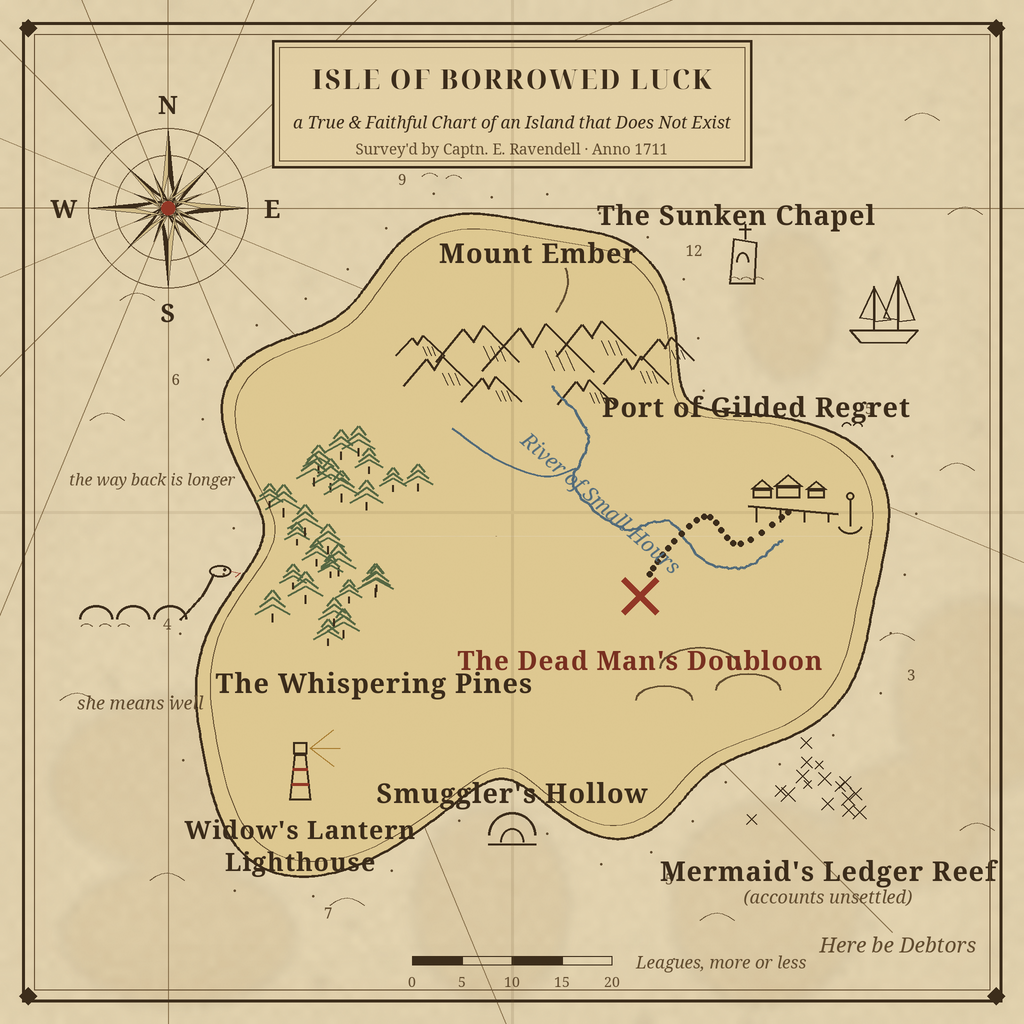 ISLE OF BORROWED LUCK
a True & Faithful Chart of an Island that Does Not Exist
Survey'd by Captn. E. Ravendell · Anno 1711
N
W
E
S
9
The Sunken Chapel
12
Mount Ember
6
Port of Gilded Regret
River of Small Hours
the way back is longer
4
The Dead Man's Doubloon
The Whispering Pines
3
she means well
Smuggler's Hollow
Widow's Lantern
Lighthouse
Mermaid's Ledger Reef
(accounts unsettled)
7
Here be Debtors
Leagues, more or less
0 5 10 15 20